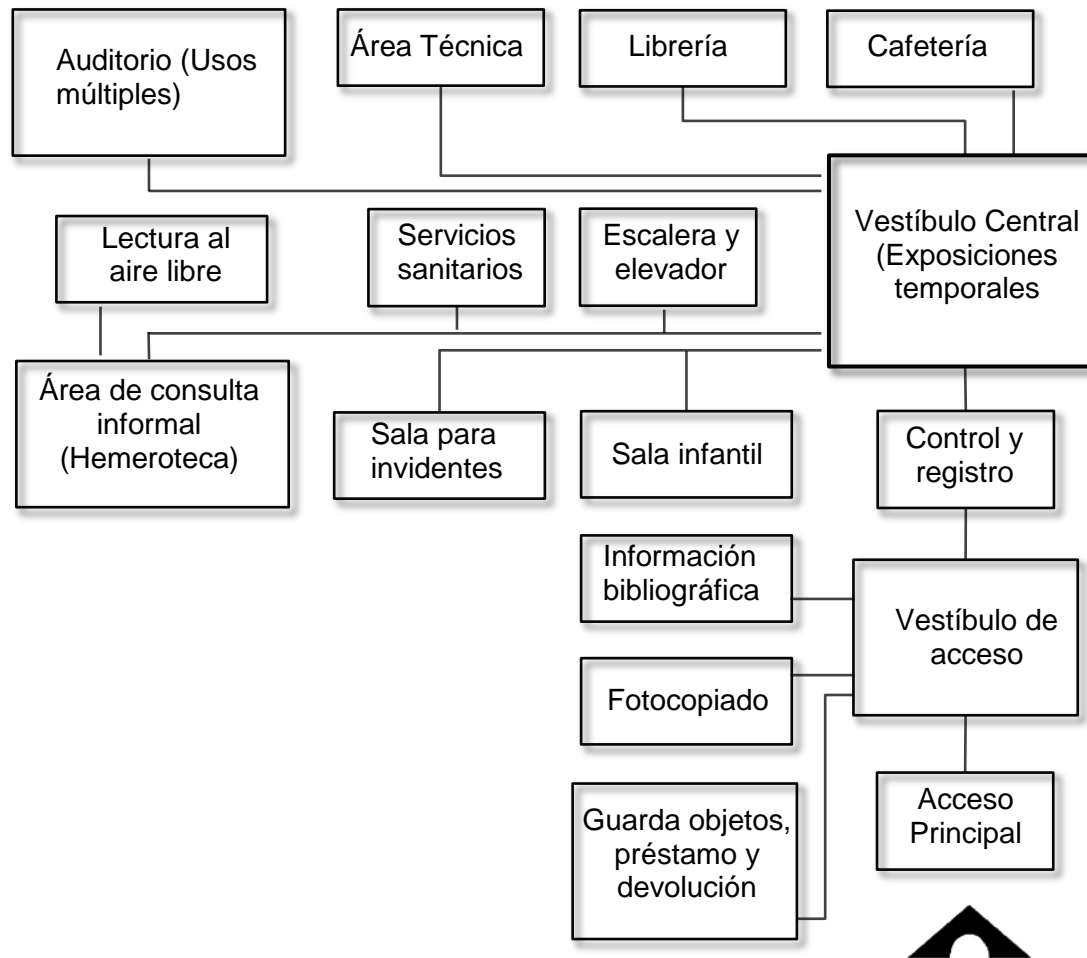 Auditorio (Usos
múltiples)
Área Técnica
Librería
Cafetería
Vestíbulo Central
(Exposiciones
temporales
Lectura al
aire libre
Servicios
sanitarios
Escalera y
elevador
Área de consulta
informal
(Hemeroteca)
Sala para
invidentes
Sala infantil
Control y
registro
Información
bibliográfica
Vestíbulo de
acceso
Fotocopiado
Guarda objetos,
préstamo y
devolución
Acceso
Principal